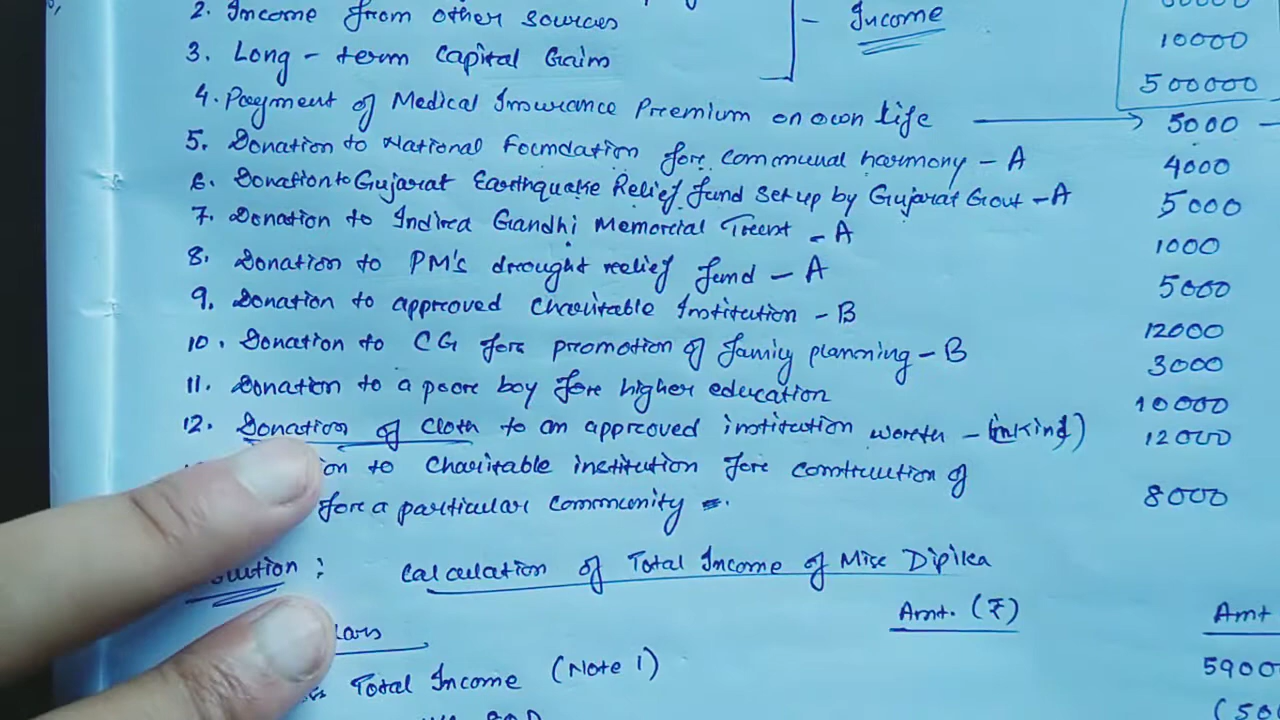 2. Income from other sources - Income
10000
3. Long-term Capital Gain
500000
4. Payment of Medical Insurance Premium on own life 5000 -
5. Donation to National Foundation for communal harmony - A 4000
6. Donation to Gujarat Earthquake Relief fund set up by Gujarat Govt - A 5000
7. Donation to Indira Gandhi Memorial Trust - A 1000
8. Donation to PM's drought relief fund - A 5000
9. Donation to approved charitable Institution - B 12000
10. Donation to CG for promotion of family planning - B 3000
11. Donation to a poor boy for higher education 10000
12. Donation of cloth to an approved institution worth - (inKind) 12000
to charitable institution for construction of
for a particular community - . 8000
: Calculation of Total Income of Miss Dipika
Amt. (₹) Amt
Total Income (Note 1) 5900